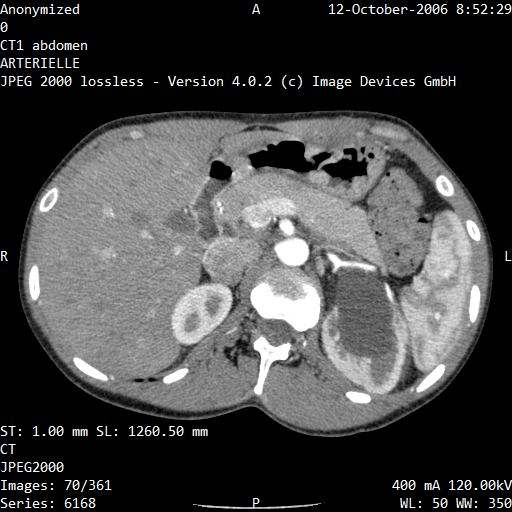 Anonymized A 12-October-2006 8:52:29
0
CT1 abdomen
ARTERIELLE
JPEG 2000 lossless - Version 4.0.2 (c) Image Devices GmbH
R L
ST: 1.00 mm SL: 1260.50 mm
CT
JPEG2000
Images: 70/361 400 mA 120.00kV
Series: 6168 P WL: 50 WW: 350